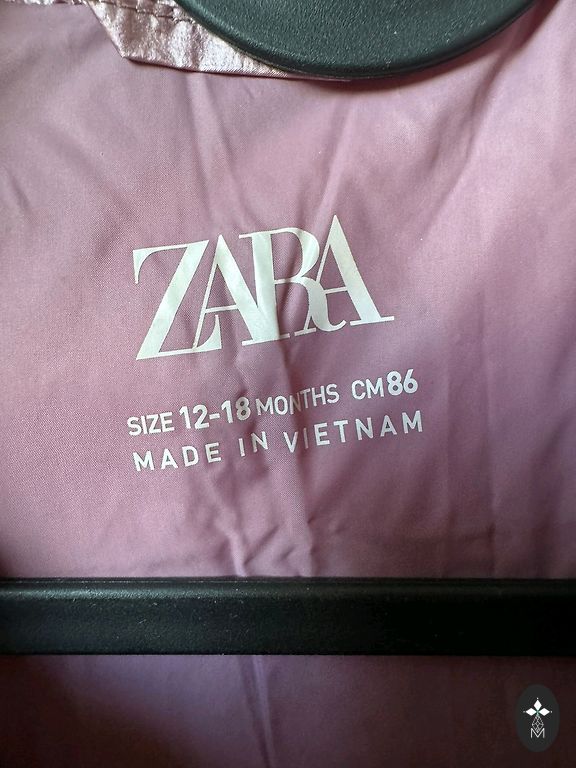 ZARA
SIZE 12-18 MONTHS CM 86
MADE IN VIETNAM
M